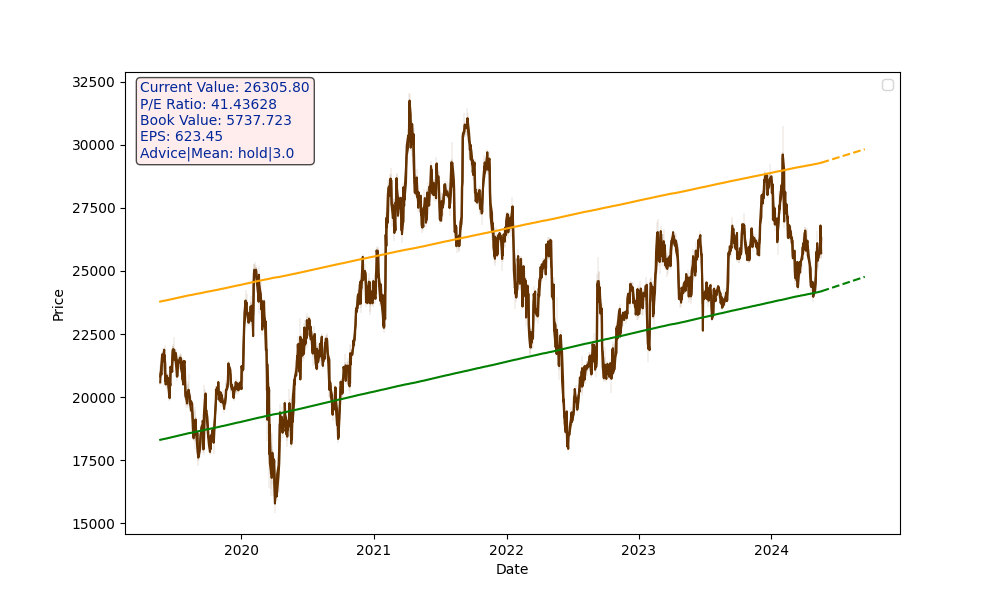 32500
30000
27500
25000
22500
20000
17500
15000
Price
Current Value: 26305.80
P/E Ratio: 41.43628
Book Value: 5737.723
EPS: 623.45
Advice|Mean: hold|3.0
2020 2021 2022 2023 2024
Date